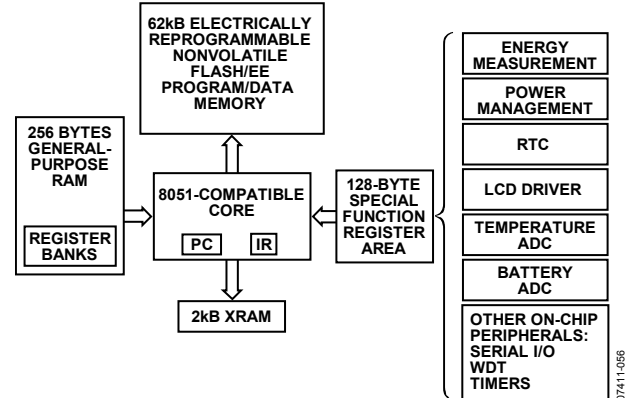 62kB ELECTRICALLY
REPROGRAMMABLE
NONVOLATILE
FLASH/EE
PROGRAM/DATA
MEMORY
256 BYTES
GENERAL-
PURPOSE
RAM
REGISTER
BANKS
8051-COMPATIBLE
CORE
PC
IR
2kB XRAM
128-BYTE
SPECIAL
FUNCTION
REGISTER
AREA
ENERGY
MEASUREMENT
POWER
MANAGEMENT
RTC
LCD DRIVER
TEMPERATURE
ADC
BATTERY
ADC
OTHER ON-CHIP
PERIPHERALS:
SERIAL I/O
WDT
TIMERS
07411-056